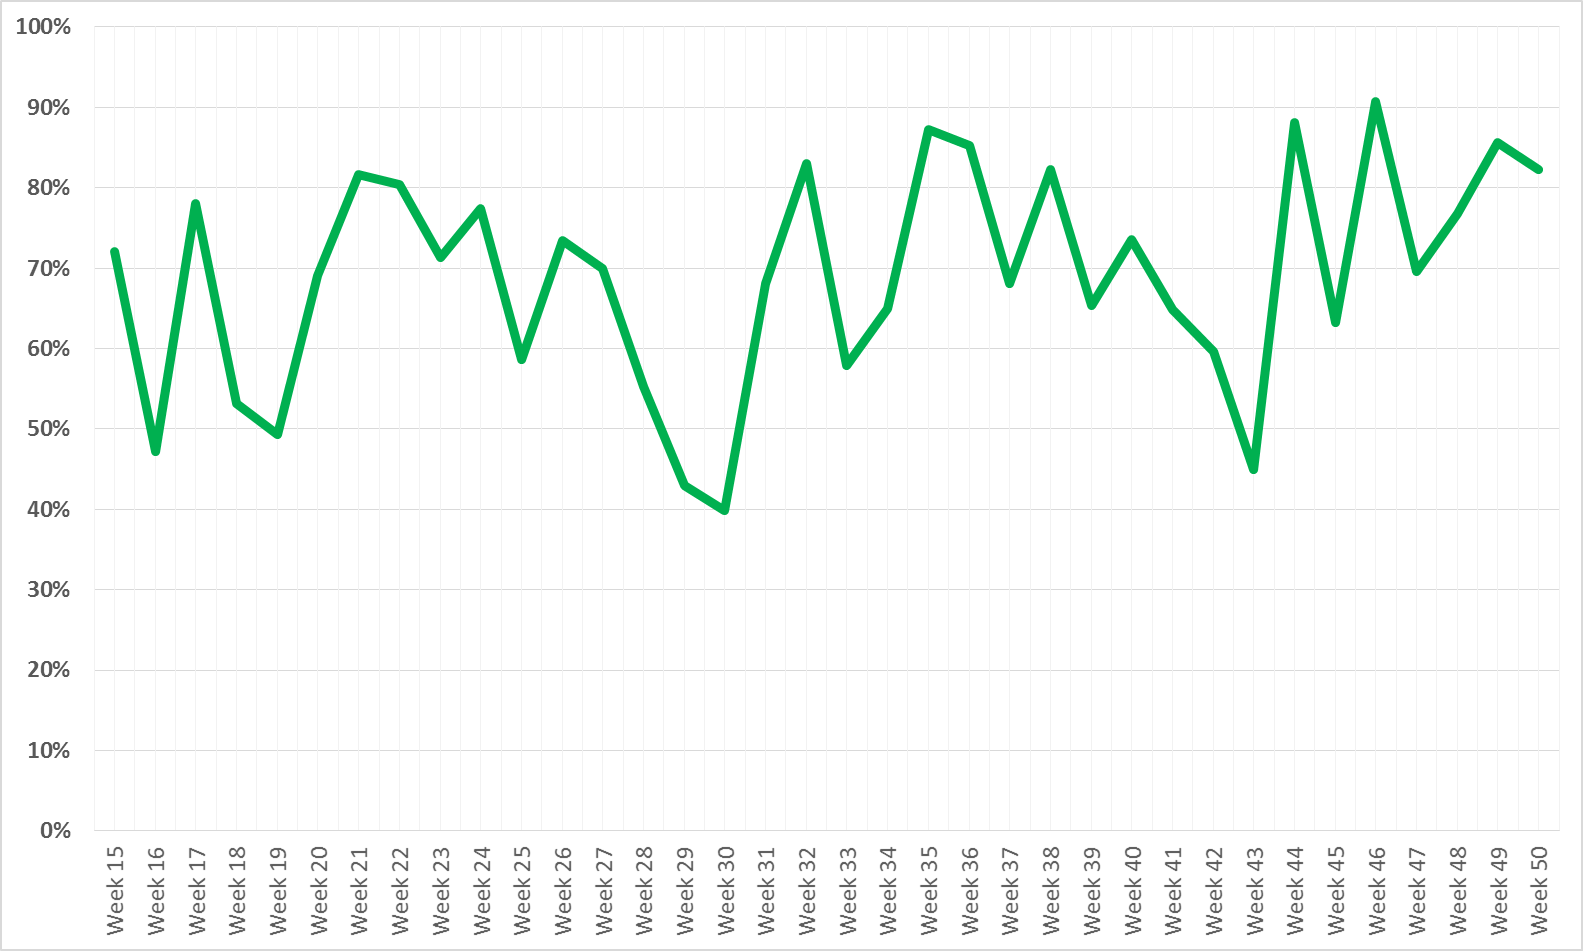 100%
90%
80%
70%
60%
50%
40%
30%
20%
10%
0%
Week 15
Week 16
Week 17
Week 18
Week 19
Week 20
Week 21
Week 22
Week 23
Week 24
Week 25
Week 26
Week 27
Week 28
Week 29
Week 30
Week 31
Week 32
Week 33
Week 34
Week 35
Week 36
Week 37
Week 38
Week 39
Week 40
Week 41
Week 42
Week 43
Week 44
Week 45
Week 46
Week 47
Week 48
Week 49
Week 50